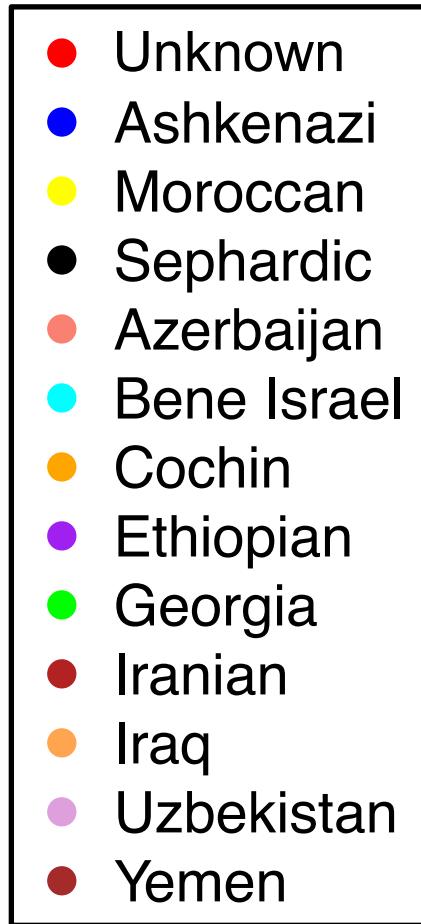 Unknown
Ashkenazi
Moroccan
Sephardic
Azerbaijan
Bene Israel
Cochin
Ethiopian
Georgia
Iranian
Iraq
Uzbekistan
Yemen